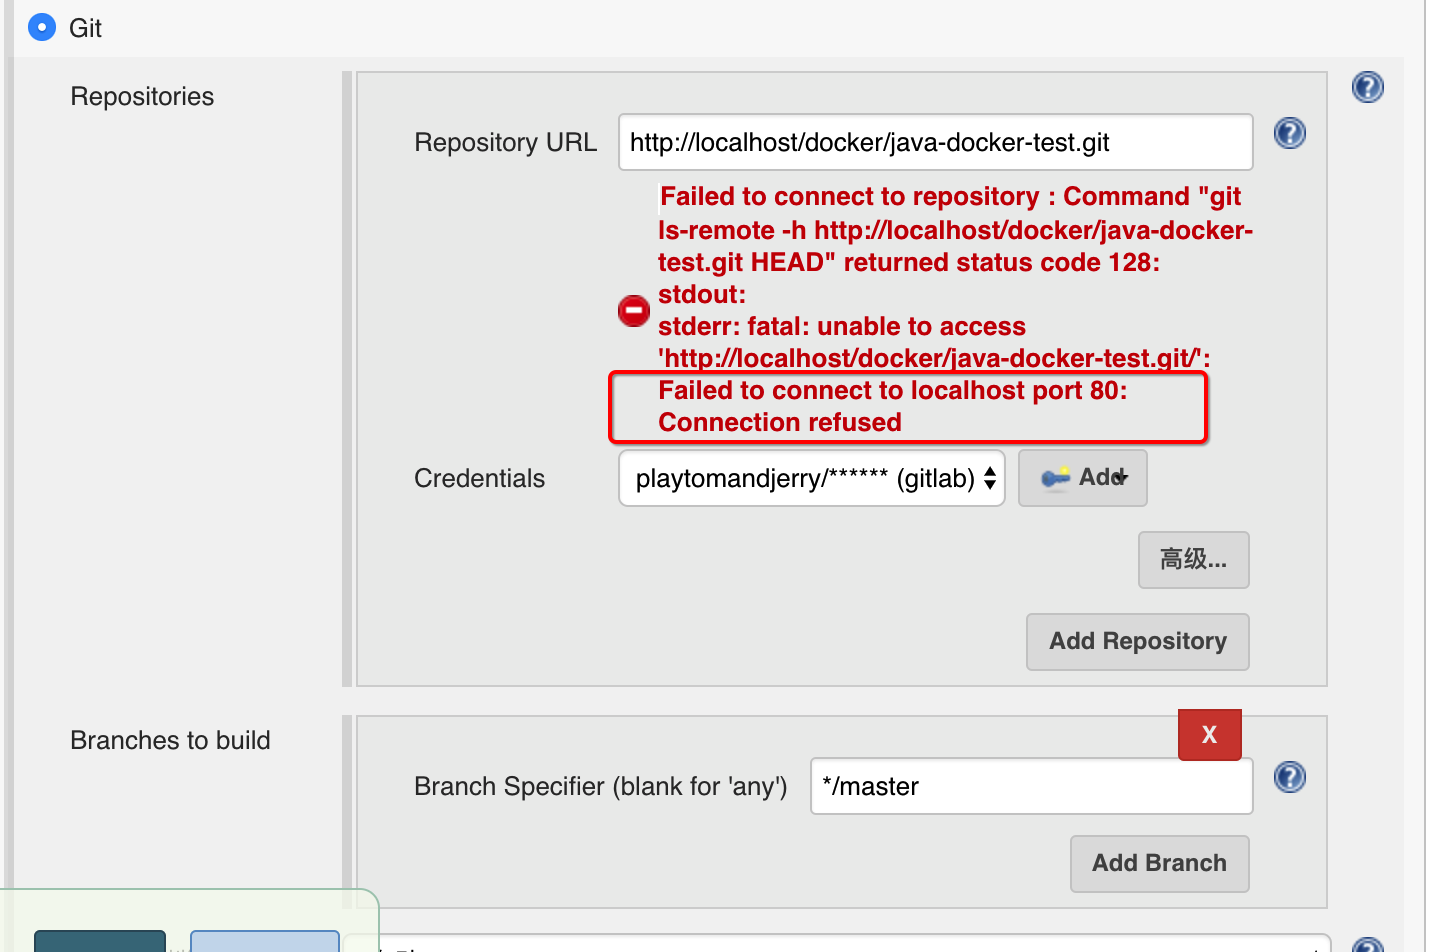 Git
Repositories
Repository URL
http://localhost/docker/java-docker-test.git
Failed to connect to repository : Command "git
ls-remote -h http://localhost/docker/java-docker-
test.git HEAD" returned status code 128:
stdout:
stderr: fatal: unable to access
'http://localhost/docker/java-docker-test.git/':
Failed to connect to localhost port 80:
Connection refused
Credentials
playtomandjerry/****** (gitlab)
Add
高级...
Add Repository
Branches to build
X
Branch Specifier (blank for 'any')
*/master
Add Branch